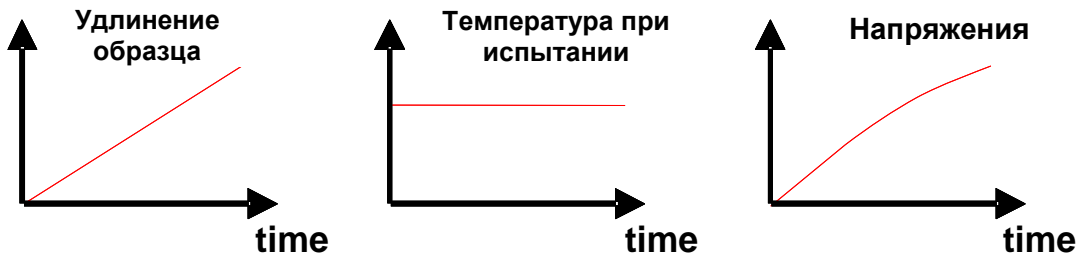 Удлинение
образца
time
Температура при
испытании
time
Напряжения
time